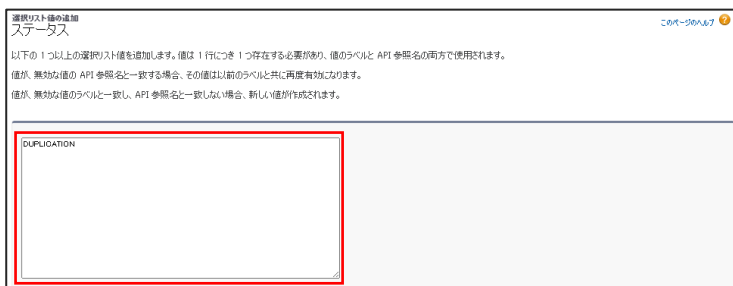 選択リスト値の追加
ステータス
このページのヘルプ
以下の 1 つ以上の選択リスト値を追加します。値は 1 行につき 1 つ存在する必要があり、値のラベルと API 参照名の両方で使用されます。
値が、無効な値の API 参照名と一致する場合、その値は以前のラベルと共に再度有効になります。
値が、無効な値のラベルと一致し、API 参照名と一致しない場合、新しい値が作成されます。
DUPLICATION